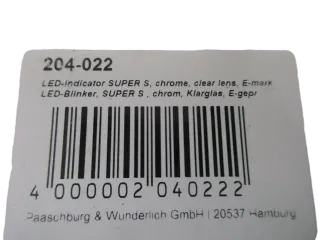 204-022
LED-indicator SUPER S, chrome, clear lens, E-mark
LED-Blinker, SUPER S , chrom, Klarglas, E-gepr
4 000002 040222
Paaschburg & Wunderlich GmbH | 20537 Hamburg